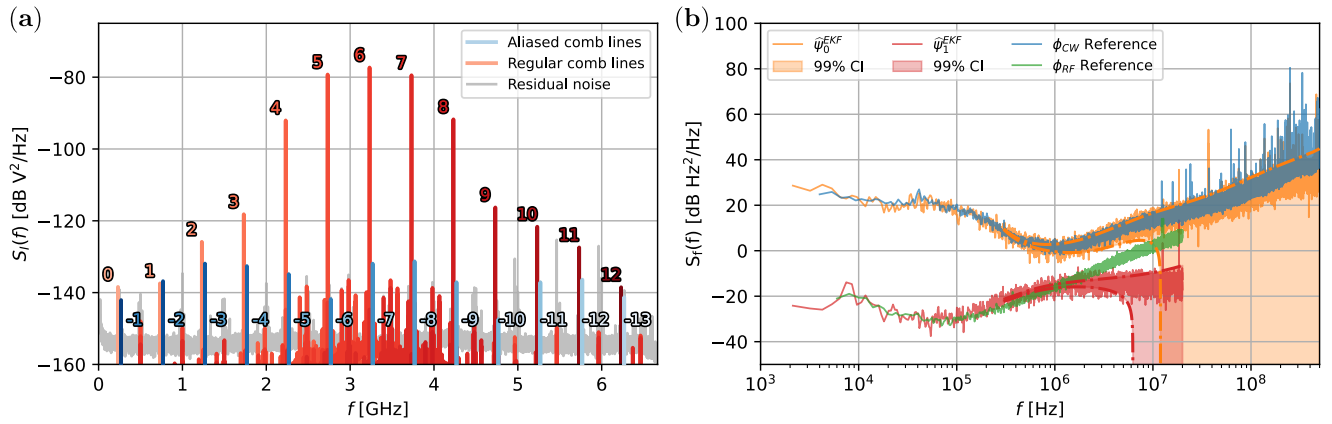 (a)
0
1
2
3
4
5
6
7
8
9
10
11
12
-1
-2
-3
-4
-5
-6
-7
-8
-9
-10
-11
-12
-13
Aliased comb lines
Regular comb lines
Residual noise
S_i(f) [dB V²/Hz]
−80
−100
−120
−140
−160
0 1 2 3 4 5 6
f [GHz]
(b)
ψ̂₀^EKF
99% CI
ψ̂₁^EKF
99% CI
ϕ_CW Reference
ϕ_RF Reference
S_f(f) [dB Hz²/Hz]
100
80
60
40
20
0
−20
−40
10³ 10⁴ 10⁵ 10⁶ 10⁷ 10⁸
f [Hz]